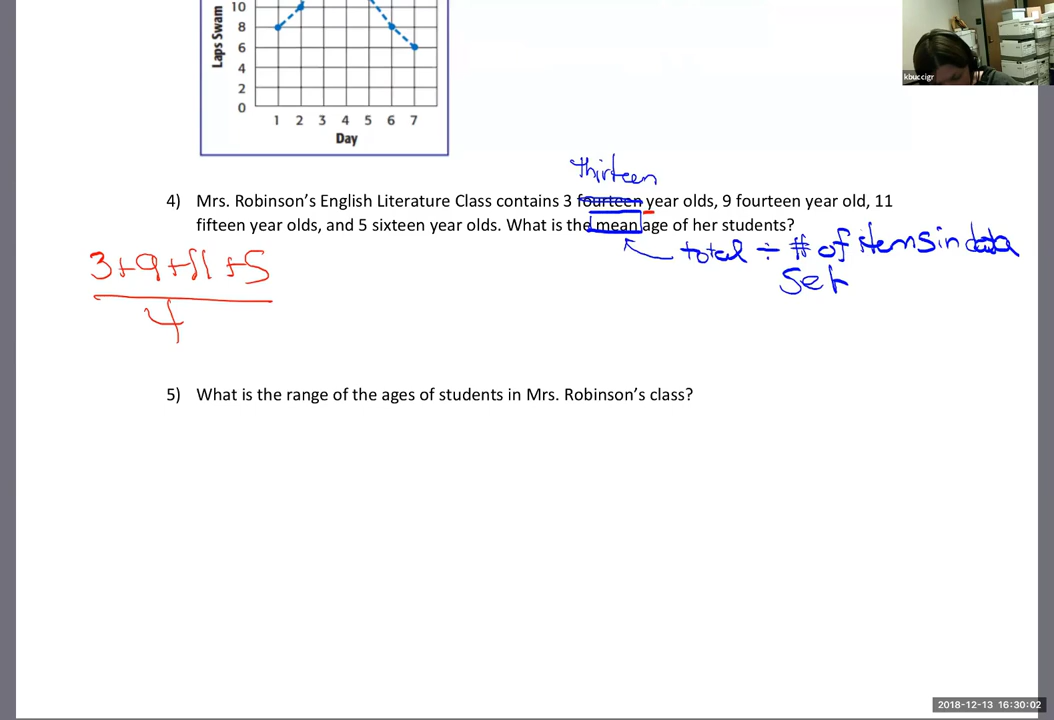 Laps Swam
10
8
6
4
2
0
1 2 3 4 5 6 7
Day
kbuccigr
thirteen
4) Mrs. Robinson's English Literature Class contains 3 fourteen year olds, 9 fourteen year old, 11
fifteen year olds, and 5 sixteen year olds. What is the mean age of her students?
total ÷ # of items in data
set
3+9+11+5
4
5) What is the range of the ages of students in Mrs. Robinson's class?
2018-12-13 16:30:02